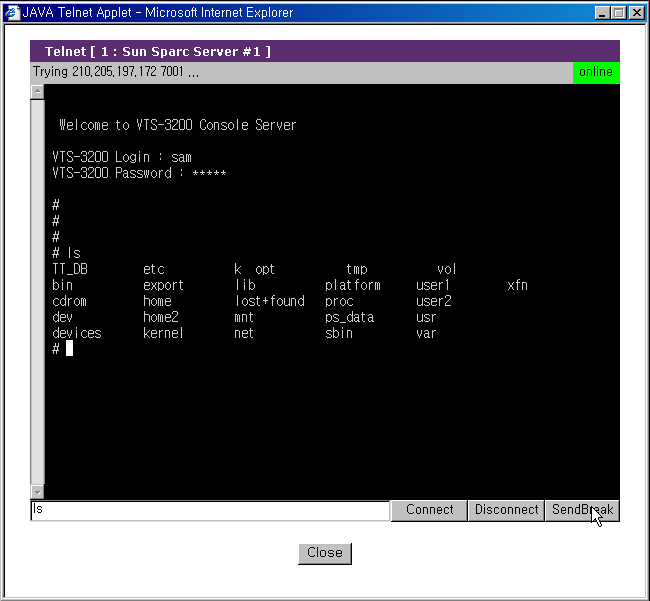 JAVA Telnet Applet - Microsoft Internet Explorer
Telnet [ 1 : Sun Sparc Server #1 ]
Trying 210,205,197,172 7001 ... online
Welcome to VTS-3200 Console Server
VTS-3200 Login : sam
VTS-3200 Password : *****
#
#
#
# ls
TT_DB etc k opt tmp vol
bin export lib platform user1 xfn
cdrom home lost+found proc user2
dev home2 mnt ps_data usr
devices kernel net sbin var
#
ls Connect Disconnect SendBreak
Close